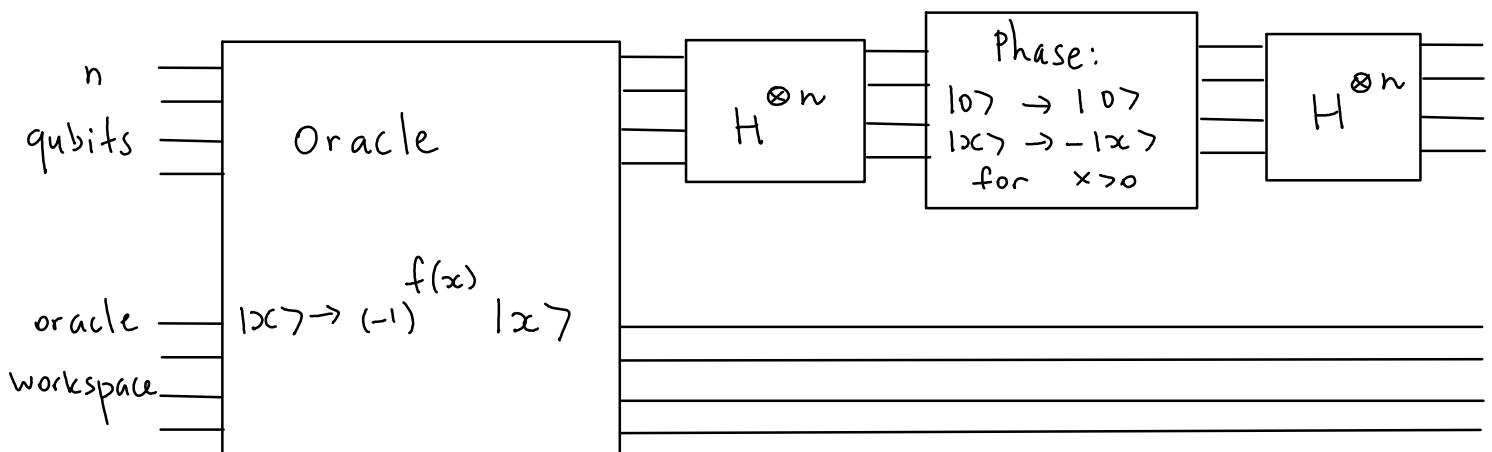 n
qubits
oracle
workspace
Oracle
|x⟩ → (-1)^f(x) |x⟩
H^⊗n
Phase:
|0⟩ → |0⟩
|x⟩ → -|x⟩
for x>0
H^⊗n